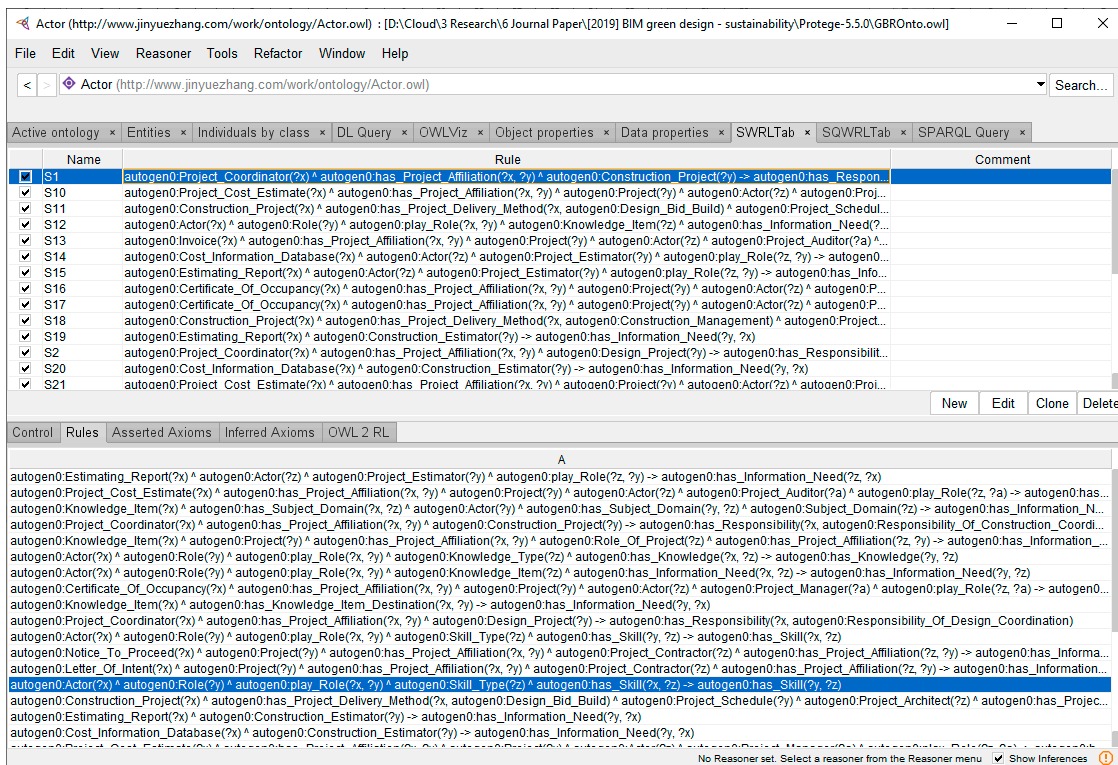 Actor (http://www.jinyuezhang.com/work/ontology/Actor.owl) : [D:\Cloud\3 Research\6 Journal Paper\[2019] BIM green design - sustainability\Protege-5.5.0\GBROnto.owl]
File Edit View Reasoner Tools Refactor Window Help
< > Actor (http://www.jinyuezhang.com/work/ontology/Actor.owl) Search...
Active ontology × Entities × Individuals by class × DL Query × OWLViz × Object properties × Data properties × SWRLTab × SQWRLTab × SPARQL Query ×
Name Rule Comment
S1 autogen0:Project_Coordinator(?x) ^ autogen0:has_Project_Affiliation(?x, ?y) ^ autogen0:Construction_Project(?y) -> autogen0:has_Respon...
S10 autogen0:Project_Cost_Estimate(?x) ^ autogen0:has_Project_Affiliation(?x, ?y) ^ autogen0:Project(?y) ^ autogen0:Actor(?z) ^ autogen0:Proj...
S11 autogen0:Construction_Project(?x) ^ autogen0:has_Project_Delivery_Method(?x, autogen0:Design_Bid_Build) ^ autogen0:Project_Schedul...
S12 autogen0:Actor(?x) ^ autogen0:Role(?y) ^ autogen0:play_Role(?x, ?y) ^ autogen0:Knowledge_Item(?z) ^ autogen0:has_Information_Need(?...
S13 autogen0:Invoice(?x) ^ autogen0:has_Project_Affiliation(?x, ?y) ^ autogen0:Project(?y) ^ autogen0:Actor(?z) ^ autogen0:Project_Auditor(?a) ^...
S14 autogen0:Cost_Information_Database(?x) ^ autogen0:Actor(?z) ^ autogen0:Project_Estimator(?y) ^ autogen0:play_Role(?z, ?y) -> autogen0...
S15 autogen0:Estimating_Report(?x) ^ autogen0:Actor(?z) ^ autogen0:Project_Estimator(?y) ^ autogen0:play_Role(?z, ?y) -> autogen0:has_Info...
S16 autogen0:Certificate_Of_Occupancy(?x) ^ autogen0:has_Project_Affiliation(?x, ?y) ^ autogen0:Project(?y) ^ autogen0:Actor(?z) ^ autogen0:P...
S17 autogen0:Certificate_Of_Occupancy(?x) ^ autogen0:has_Project_Affiliation(?x, ?y) ^ autogen0:Project(?y) ^ autogen0:Actor(?z) ^ autogen0:P...
S18 autogen0:Construction_Project(?x) ^ autogen0:has_Project_Delivery_Method(?x, autogen0:Construction_Management) ^ autogen0:Project...
S19 autogen0:Estimating_Report(?x) ^ autogen0:Construction_Estimator(?y) -> autogen0:has_Information_Need(?y, ?x)
S2 autogen0:Project_Coordinator(?x) ^ autogen0:has_Project_Affiliation(?x, ?y) ^ autogen0:Design_Project(?y) -> autogen0:has_Responsibilit...
S20 autogen0:Cost_Information_Database(?x) ^ autogen0:Construction_Estimator(?y) -> autogen0:has_Information_Need(?y, ?x)
S21 autogen0:Project_Cost_Estimate(?x) ^ autogen0:has_Project_Affiliation(?x, ?y) ^ autogen0:Project(?y) ^ autogen0:Actor(?z) ^ autogen0:Proj...
New Edit Clone Delete
Control Rules Asserted Axioms Inferred Axioms OWL 2 RL
A
autogen0:Estimating_Report(?x) ^ autogen0:Actor(?z) ^ autogen0:Project_Estimator(?y) ^ autogen0:play_Role(?z, ?y) -> autogen0:has_Information_Need(?z, ?x)
autogen0:Project_Cost_Estimate(?x) ^ autogen0:has_Project_Affiliation(?x, ?y) ^ autogen0:Project(?y) ^ autogen0:Actor(?z) ^ autogen0:Project_Auditor(?a) ^ autogen0:play_Role(?z, ?a) -> autogen0:has...
autogen0:Knowledge_Item(?x) ^ autogen0:has_Subject_Domain(?x, ?z) ^ autogen0:Actor(?y) ^ autogen0:has_Subject_Domain(?y, ?z) ^ autogen0:Subject_Domain(?z) -> autogen0:has_Information_N...
autogen0:Project_Coordinator(?x) ^ autogen0:has_Project_Affiliation(?x, ?y) ^ autogen0:Construction_Project(?y) -> autogen0:has_Responsibility(?x, autogen0:Responsibility_Of_Construction_Coordi...
autogen0:Knowledge_Item(?x) ^ autogen0:Project(?y) ^ autogen0:has_Project_Affiliation(?x, ?y) ^ autogen0:Role_Of_Project(?z) ^ autogen0:has_Project_Affiliation(?z, ?y) -> autogen0:has_Information_...
autogen0:Actor(?x) ^ autogen0:Role(?y) ^ autogen0:play_Role(?x, ?y) ^ autogen0:Knowledge_Type(?z) ^ autogen0:has_Knowledge(?x, ?z) -> autogen0:has_Knowledge(?y, ?z)
autogen0:Actor(?x) ^ autogen0:Role(?y) ^ autogen0:play_Role(?x, ?y) ^ autogen0:Knowledge_Item(?z) ^ autogen0:has_Information_Need(?x, ?z) -> autogen0:has_Information_Need(?y, ?z)
autogen0:Certificate_Of_Occupancy(?x) ^ autogen0:has_Project_Affiliation(?x, ?y) ^ autogen0:Project(?y) ^ autogen0:Actor(?z) ^ autogen0:Project_Manager(?a) ^ autogen0:play_Role(?z, ?a) -> autogen0...
autogen0:Knowledge_Item(?x) ^ autogen0:has_Knowledge_Item_Destination(?x, ?y) -> autogen0:has_Information_Need(?y, ?x)
autogen0:Project_Coordinator(?x) ^ autogen0:has_Project_Affiliation(?x, ?y) ^ autogen0:Design_Project(?y) -> autogen0:has_Responsibility(?x, autogen0:Responsibility_Of_Design_Coordination)
autogen0:Actor(?x) ^ autogen0:Role(?y) ^ autogen0:play_Role(?x, ?y) ^ autogen0:Skill_Type(?z) ^ autogen0:has_Skill(?y, ?z) -> autogen0:has_Skill(?x, ?z)
autogen0:Notice_To_Proceed(?x) ^ autogen0:Project(?y) ^ autogen0:has_Project_Affiliation(?x, ?y) ^ autogen0:Project_Contractor(?z) ^ autogen0:has_Project_Affiliation(?z, ?y) -> autogen0:has_Informa...
autogen0:Letter_Of_Intent(?x) ^ autogen0:Project(?y) ^ autogen0:has_Project_Affiliation(?x, ?y) ^ autogen0:Project_Contractor(?z) ^ autogen0:has_Project_Affiliation(?z, ?y) -> autogen0:has_Information...
autogen0:Actor(?x) ^ autogen0:Role(?y) ^ autogen0:play_Role(?x, ?y) ^ autogen0:Skill_Type(?z) ^ autogen0:has_Skill(?x, ?z) -> autogen0:has_Skill(?y, ?z)
autogen0:Construction_Project(?x) ^ autogen0:has_Project_Delivery_Method(?x, autogen0:Design_Bid_Build) ^ autogen0:Project_Schedule(?y) ^ autogen0:Project_Architect(?z) ^ autogen0:has_Projec...
autogen0:Estimating_Report(?x) ^ autogen0:Construction_Estimator(?y) -> autogen0:has_Information_Need(?y, ?x)
autogen0:Cost_Information_Database(?x) ^ autogen0:Construction_Estimator(?y) -> autogen0:has_Information_Need(?y, ?x)
No Reasoner set. Select a reasoner from the Reasoner menu Show Inferences